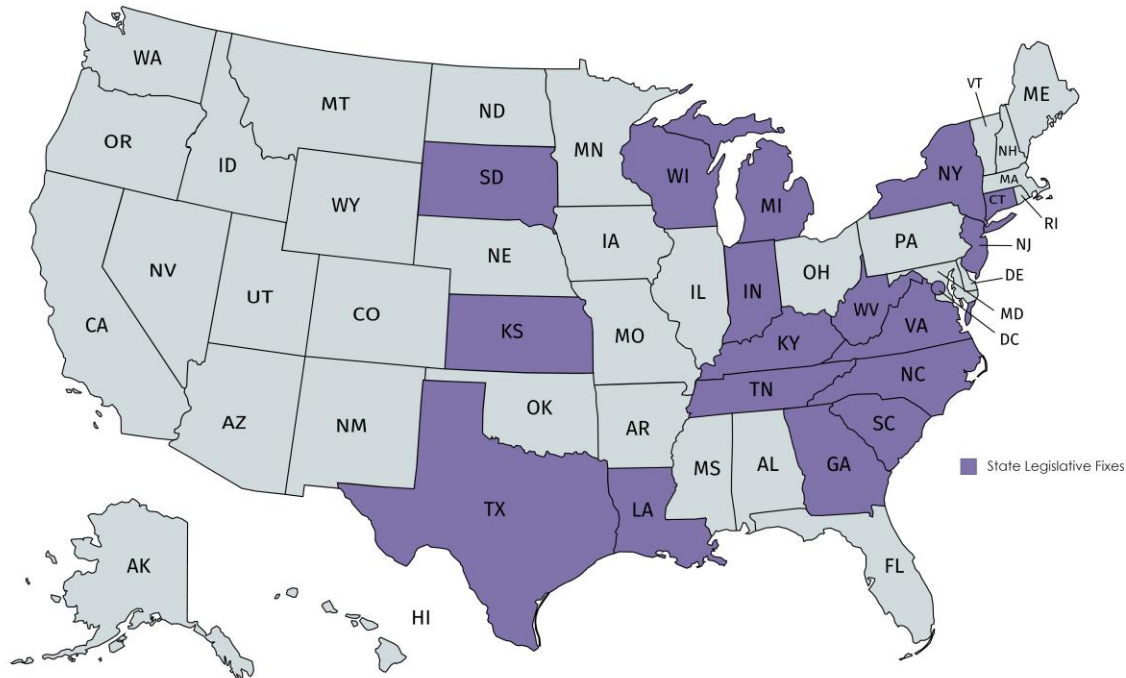 WA
MT
ND
MN
VT
ME
OR
ID
SD
WI
NH
NY
MA
WY
MI
CT
RI
IA
PA
NJ
NE
NV
OH
DE
IL
IN
UT
CO
CA
WV
MD
VA
KS
MO
DC
KY
NC
TN
OK
AZ
NM
AR
SC
MS
AL
GA
State Legislative Fixes
TX
LA
AK
FL
HI